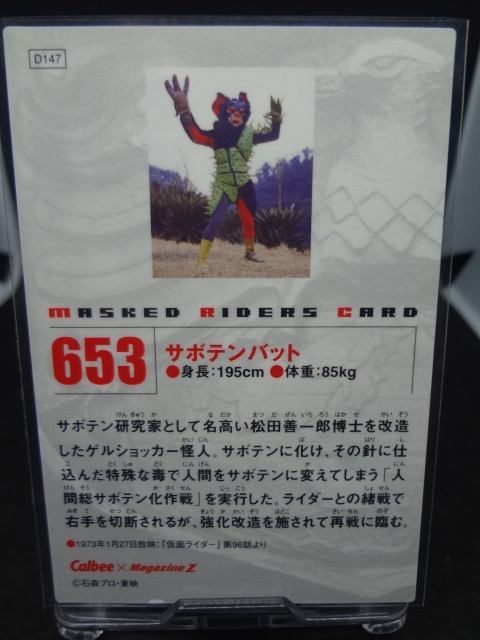 D147
MASKED RIDERS CARD
653
サボテンバット
●身長：195cm ●体重：85kg
サボテン研究家として名高い松田善一郎博士を改造
したゲルショッカー怪人。サボテンに化け、その針に仕
込んだ特殊な毒で人間をサボテンに変えてしまう「人
間総サボテン化作戦」を実行した。ライダーとの緒戦で
右手を切断されるが、強化改造を施されて再戦に臨む。
●1973年1月27日放映：『仮面ライダー』第96話より
Calbee × Magazine Z
©石森プロ・東映